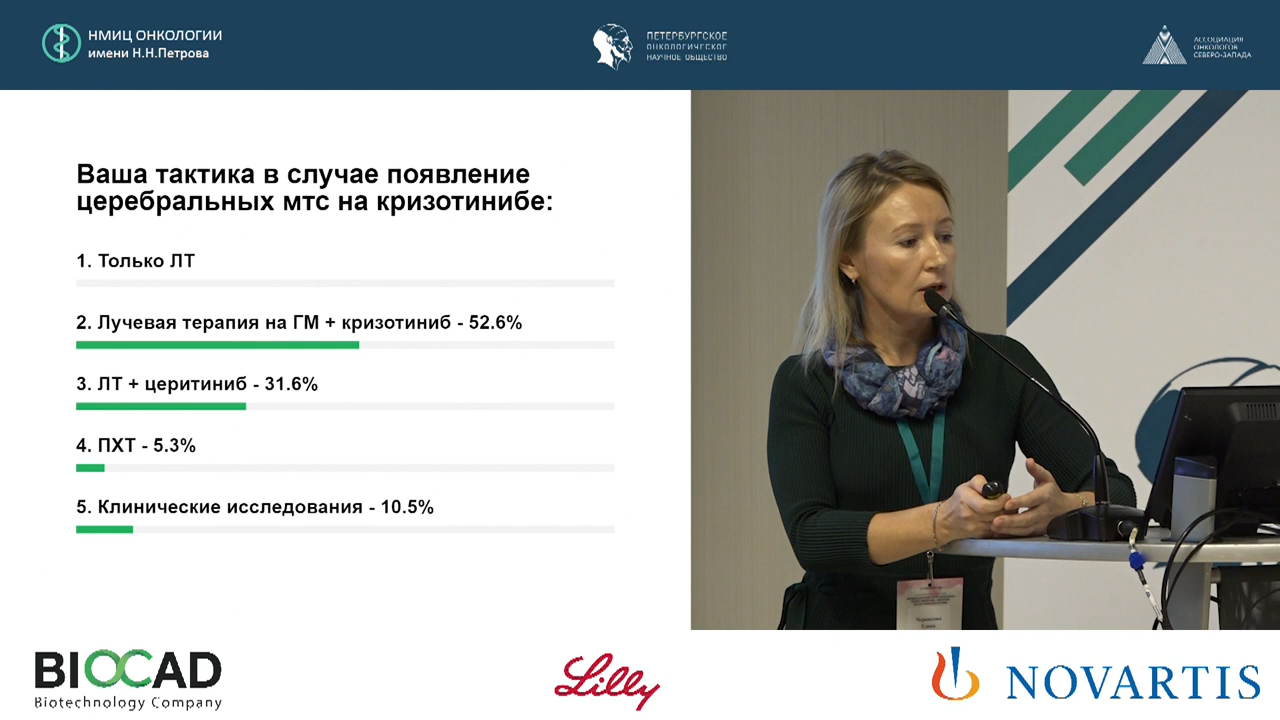 НМИЦ ОНКОЛОГИИ
имени Н.Н.Петрова
ПЕТЕРБУРГСКОЕ
ОНКОЛОГИЧЕСКОЕ
НАУЧНОЕ ОБЩЕСТВО
АССОЦИАЦИЯ
ОНКОЛОГОВ
СЕВЕРО-ЗАПАДА
Ваша тактика в случае появление
церебральных мтс на кризотинибе:
1. Только ЛТ
2. Лучевая терапия на ГМ + кризотиниб - 52.6%
3. ЛТ + церитиниб - 31.6%
4. ПХТ - 5.3%
5. Клинические исследования - 10.5%
BIOCAD
Biotechnology Company
Lilly
NOVARTIS